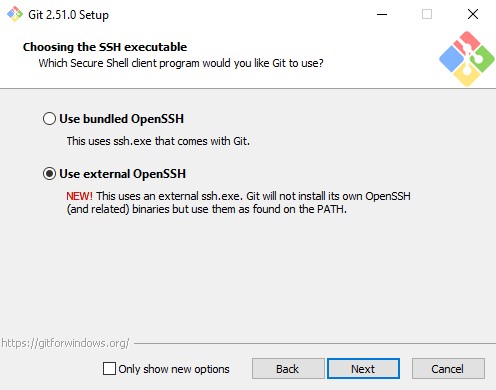 Git 2.51.0 Setup
Choosing the SSH executable
Which Secure Shell client program would you like Git to use?
Use bundled OpenSSH
This uses ssh.exe that comes with Git.
Use external OpenSSH
NEW! This uses an external ssh.exe. Git will not install its own OpenSSH
(and related) binaries but use them as found on the PATH.
https://gitforwindows.org/
Only show new options
Back
Next
Cancel